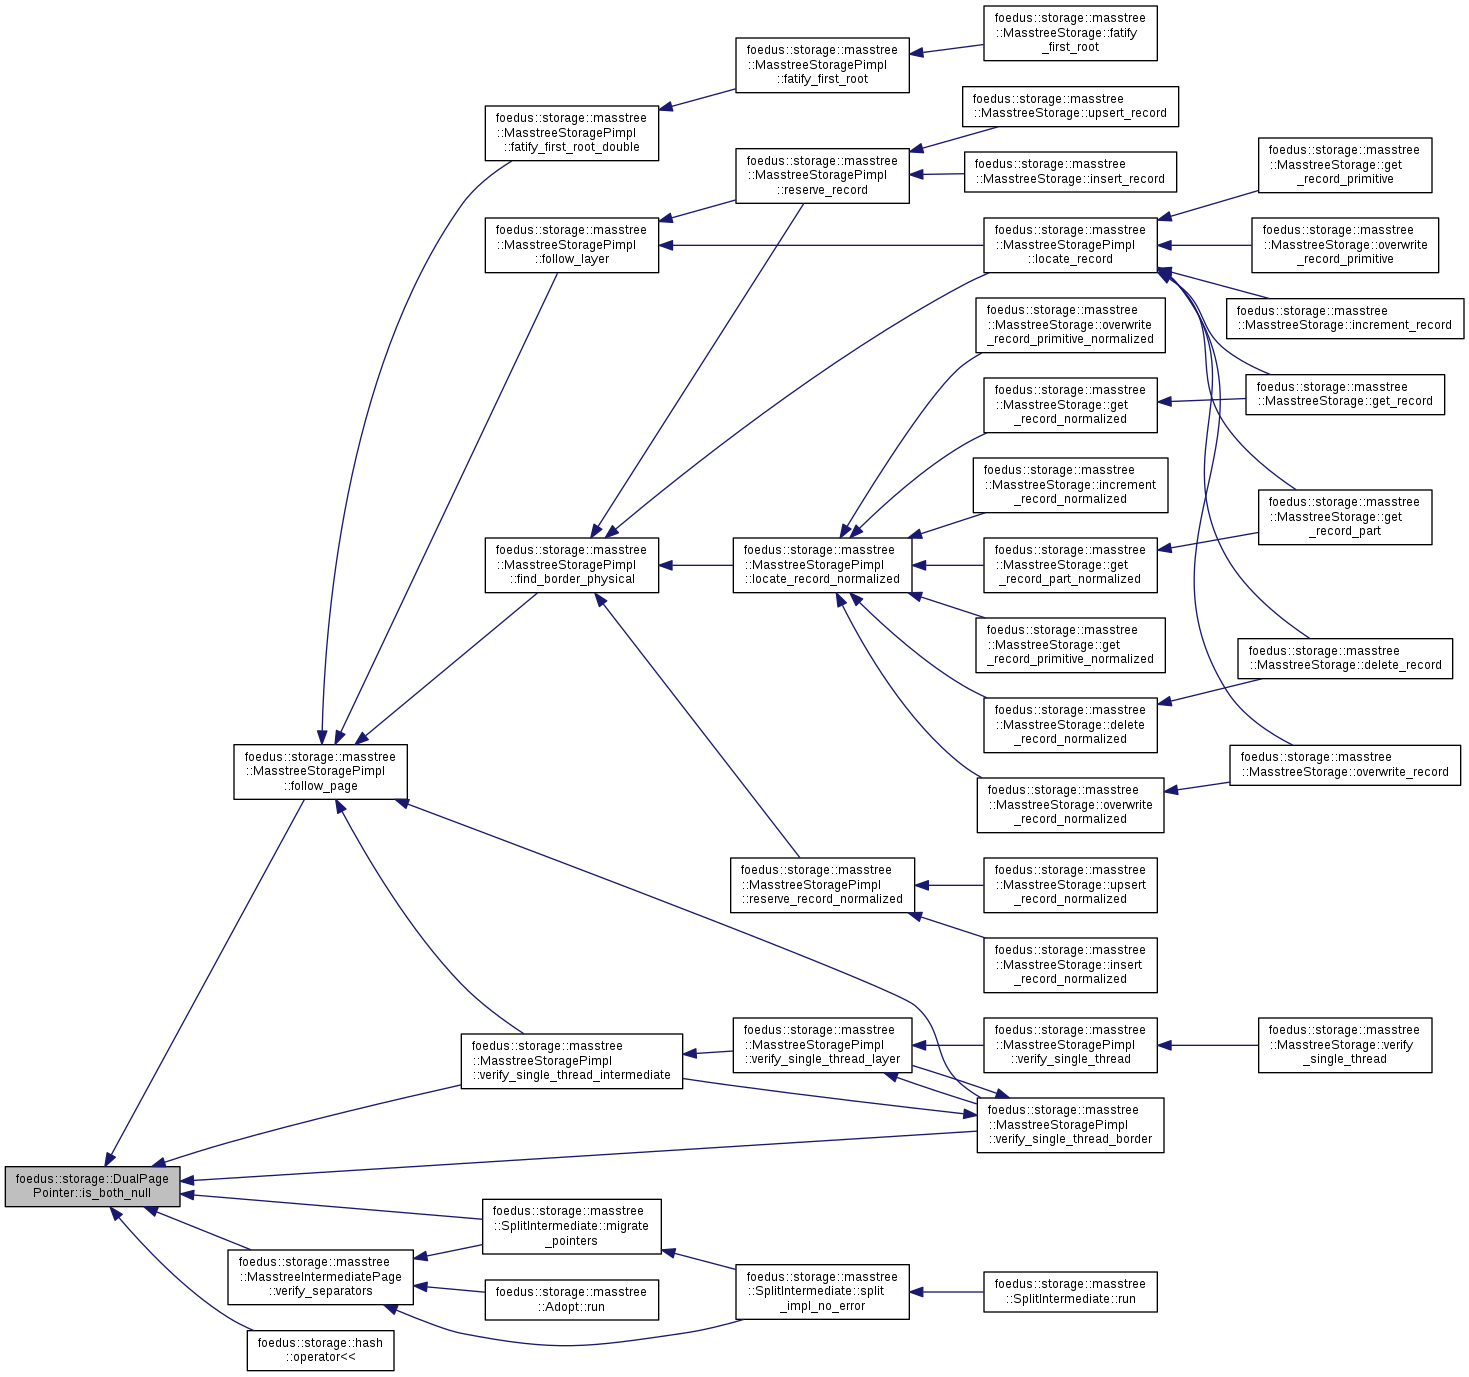 foedus::storage::masstree
::MasstreeStorage::fatify
_first_root
foedus::storage::masstree
::MasstreeStoragePimpl
::fatify_first_root
foedus::storage::masstree
::MasstreeStorage::upsert_record
foedus::storage::masstree
::MasstreeStoragePimpl
::fatify_first_root_double
foedus::storage::masstree
::MasstreeStoragePimpl
::reserve_record
foedus::storage::masstree
::MasstreeStorage::insert_record
foedus::storage::masstree
::MasstreeStorage::get
_record_primitive
foedus::storage::masstree
::MasstreeStoragePimpl
::follow_layer
foedus::storage::masstree
::MasstreeStoragePimpl
::locate_record
foedus::storage::masstree
::MasstreeStorage::overwrite
_record_primitive
foedus::storage::masstree
::MasstreeStorage::overwrite
_record_primitive_normalized
foedus::storage::masstree
::MasstreeStorage::increment_record
foedus::storage::masstree
::MasstreeStorage::get
_record_normalized
foedus::storage::masstree
::MasstreeStorage::get_record
foedus::storage::masstree
::MasstreeStorage::increment
_record_normalized
foedus::storage::masstree
::MasstreeStorage::get
_record_part
foedus::storage::masstree
::MasstreeStoragePimpl
::find_border_physical
foedus::storage::masstree
::MasstreeStoragePimpl
::locate_record_normalized
foedus::storage::masstree
::MasstreeStorage::get
_record_part_normalized
foedus::storage::masstree
::MasstreeStorage::get
_record_primitive_normalized
foedus::storage::masstree
::MasstreeStorage::delete_record
foedus::storage::masstree
::MasstreeStorage::delete
_record_normalized
foedus::storage::masstree
::MasstreeStoragePimpl
::follow_page
foedus::storage::masstree
::MasstreeStorage::overwrite_record
foedus::storage::masstree
::MasstreeStorage::overwrite
_record_normalized
foedus::storage::masstree
::MasstreeStoragePimpl
::reserve_record_normalized
foedus::storage::masstree
::MasstreeStorage::upsert
_record_normalized
foedus::storage::masstree
::MasstreeStorage::insert
_record_normalized
foedus::storage::masstree
::MasstreeStoragePimpl
::verify_single_thread_intermediate
foedus::storage::masstree
::MasstreeStoragePimpl
::verify_single_thread_layer
foedus::storage::masstree
::MasstreeStoragePimpl
::verify_single_thread
foedus::storage::masstree
::MasstreeStorage::verify
_single_thread
foedus::storage::masstree
::MasstreeStoragePimpl
::verify_single_thread_border
foedus::storage::DualPage
Pointer::is_both_null
foedus::storage::masstree
::SplitIntermediate::migrate
_pointers
foedus::storage::masstree
::MasstreeIntermediatePage
::verify_separators
foedus::storage::masstree
::Adopt::run
foedus::storage::masstree
::SplitIntermediate::split
_impl_no_error
foedus::storage::masstree
::SplitIntermediate::run
foedus::storage::hash
::operator<<